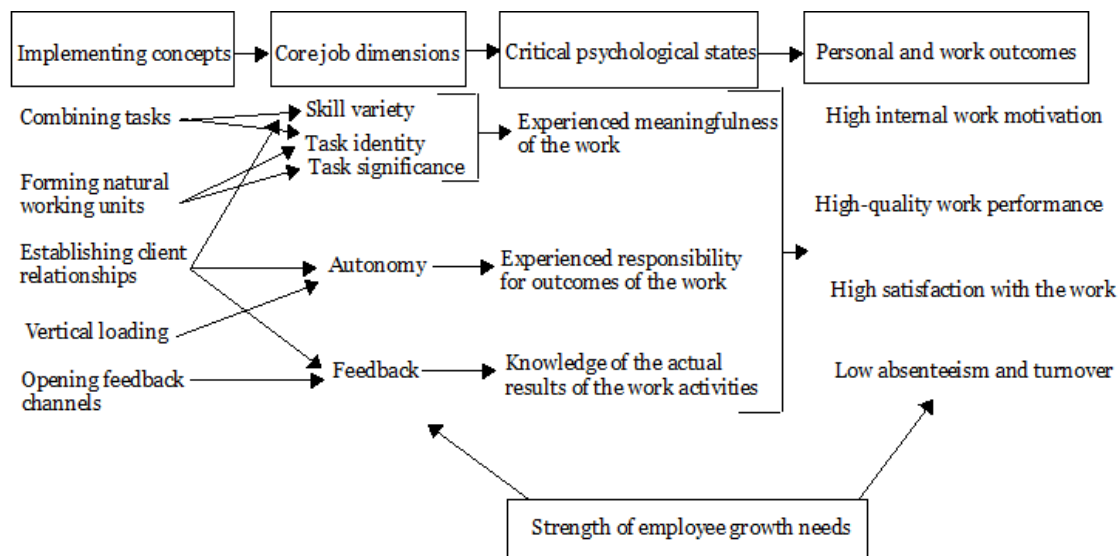 Implementing concepts
Core job dimensions
Critical psychological states
Personal and work outcomes
Combining tasks
Skill variety
Task identity
Task significance
Experienced meaningfulness
of the work
High internal work motivation
Forming natural
working units
High-quality work performance
Establishing client
relationships
Autonomy
Experienced responsibility
for outcomes of the work
High satisfaction with the work
Vertical loading
Opening feedback
channels
Feedback
Knowledge of the actual
results of the work activities
Low absenteeism and turnover
Strength of employee growth needs